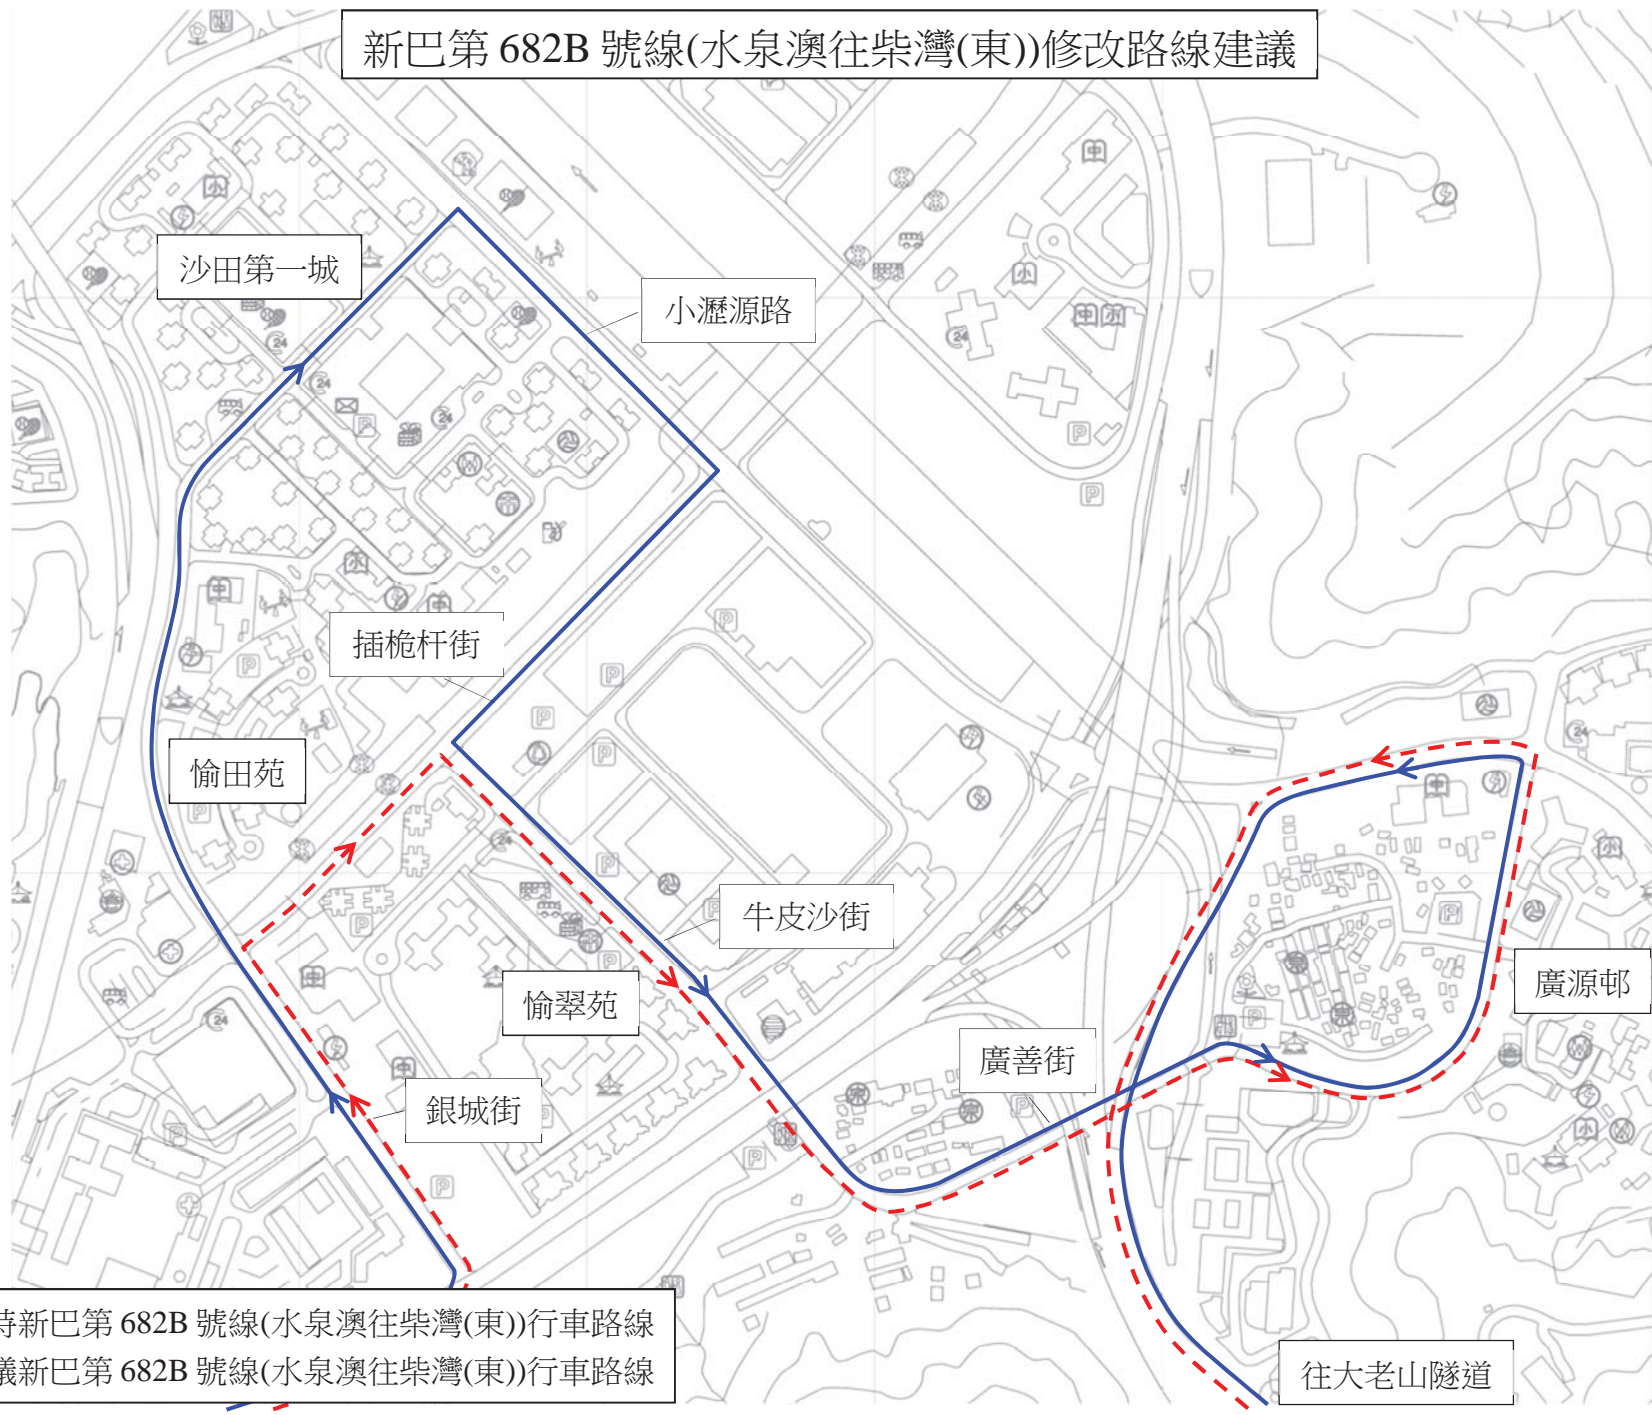 新巴第 682B 號線(水泉澳往柴灣(東))修改路線建議
沙田第一城
小瀝源路
插桅杆街
愉田苑
牛皮沙街
愉翠苑
廣源邨
廣善街
銀城街
時新巴第 682B 號線(水泉澳往柴灣(東))行車路線
議新巴第 682B 號線(水泉澳往柴灣(東))行車路線
往大老山隧道